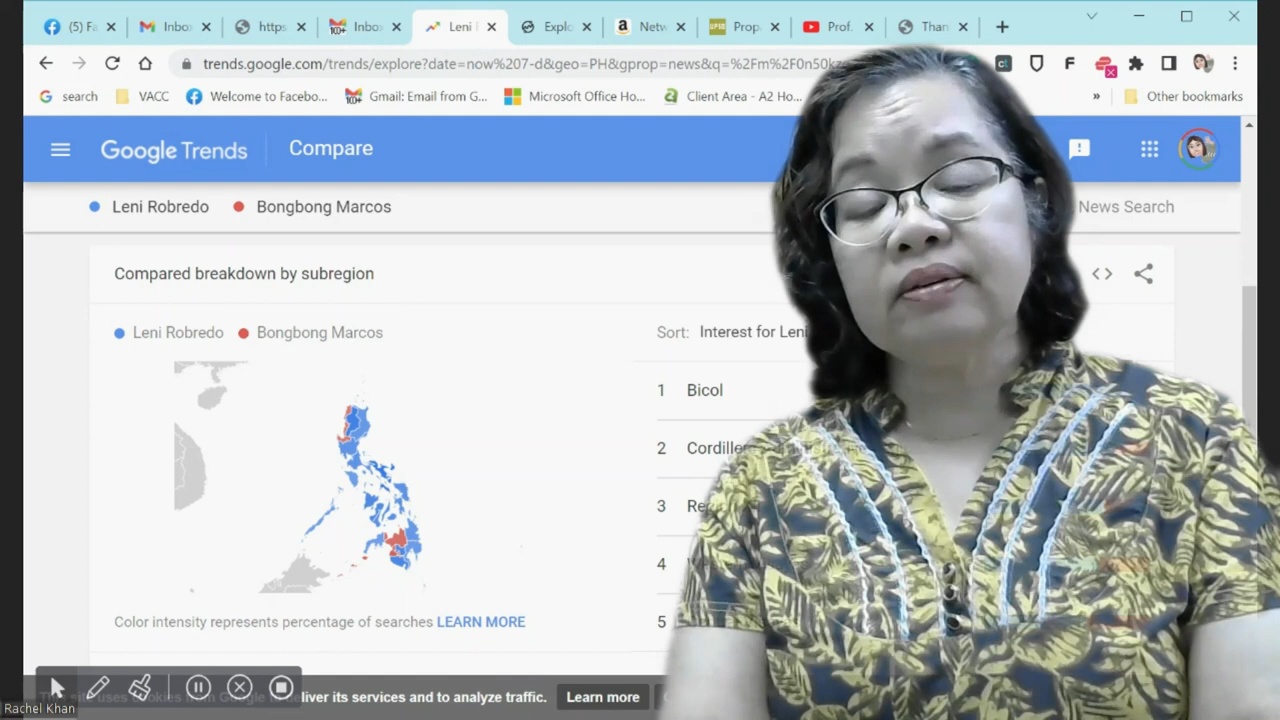 (5) Fa
Inbo
https
100+ Inbo
Leni
Explo
Netw
UPSE Prop
Prof.
Than
trends.google.com/trends/explore?date=now%207-d&geo=PH&gprop=news&q=%2Fm%2F0n50k
search
VACC
Welcome to Facebo...
Gmail: Email from G...
Microsoft Office Ho...
Client Area - A2 Ho...
»
Other bookmarks
Google Trends
Compare
Leni Robredo
Bongbong Marcos
News Search
Compared breakdown by subregion
Leni Robredo
Bongbong Marcos
Sort: Interest for Leni
1 Bicol
2 Cordiller
3 Re
4
5
Color intensity represents percentage of searches LEARN MORE
liver its services and to analyze traffic.
Learn more
Rachel Khan